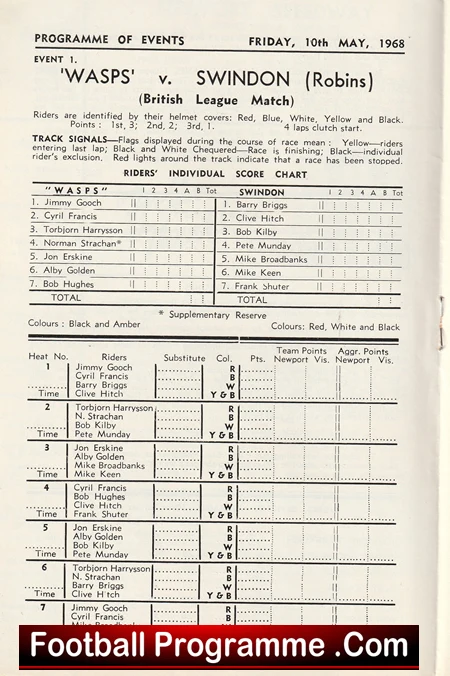 PROGRAMME OF EVENTS FRIDAY, 10th MAY, 1968
EVENT 1.
'WASPS' v. SWINDON (Robins)
(British League Match)
Riders are identified by their helmet covers: Red, Blue, White, Yellow and Black.
Points : 1st, 3; 2nd, 2; 3rd, 1. 4 laps clutch start.
TRACK SIGNALS—Flags displayed during the course of race mean : Yellow—riders
entering last lap; Black and White Chequered—Race is finishing; Black—individual
rider's exclusion. Red lights around the track indicate that a race has been stopped.
RIDERS' INDIVIDUAL SCORE CHART
"WASPS" 1 2 3 4 A B Tot SWINDON 1 2 3 4 A B Tot
1. Jimmy Gooch 1. Barry Briggs
2. Cyril Francis 2. Clive Hitch
3. Torbjorn Harrysson 3. Bob Kilby
4. Norman Strachan* 4. Pete Munday
5. Jon Erskine 5. Mike Broadbanks
6. Alby Golden 6. Mike Keen
7. Bob Hughes 7. Frank Shuter
TOTAL TOTAL
* Supplementary Reserve
Colours : Black and Amber Colours: Red, White and Black
Team Points Aggr. Points
Heat No. Riders Substitute Col. Pts. Newport Vis. Newport Vis.
1 Jimmy Gooch R
Cyril Francis B
Barry Briggs W
Time Clive Hitch Y & B
2 Torbjorn Harrysson R
N. Strachan B
Bob Kilby W
Time Pete Munday Y & B
3 Jon Erskine R
Alby Golden B
Mike Broadbanks W
Time Mike Keen Y & B
4 Cyril Francis R
Bob Hughes B
Clive Hitch W
Time Frank Shuter Y & B
5 Jon Erskine R
Alby Golden B
Bob Kilby W
Time Pete Munday Y & B
6 Torbjorn Harrysson R
N. Strachan B
Barry Briggs W
Time Clive Hitch Y & B
7 Jimmy Gooch R
Cyril Francis B
Football Programme .Com